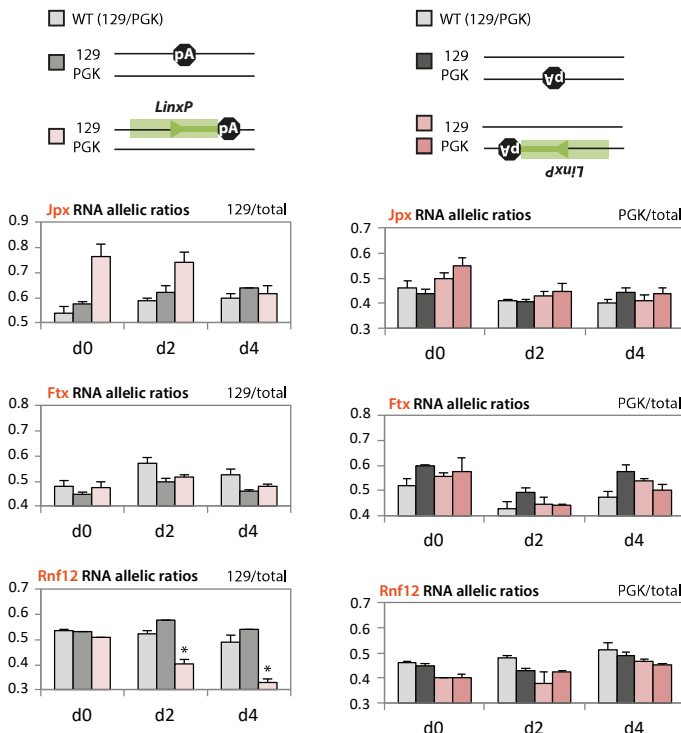 WT (129/PGK)
129
PGK
pA
LinxP
129
PGK
pA
Jpx RNA allelic ratios 129/total
0.9
0.8
0.7
0.6
0.5
d0 d2 d4
Ftx RNA allelic ratios 129/total
0.8
0.7
0.6
0.5
0.4
d0 d2 d4
Rnf12 RNA allelic ratios 129/total
0.7
0.6
0.5
0.4
0.3
* *
d0 d2 d4
WT (129/PGK)
129
PGK
pA
129
PGK
pA
LinxP
Jpx RNA allelic ratios PGK/total
0.7
0.6
0.5
0.4
0.3
d0 d2 d4
Ftx RNA allelic ratios PGK/total
0.8
0.7
0.6
0.5
0.4
d0 d2 d4
Rnf12 RNA allelic ratios PGK/total
0.7
0.6
0.5
0.4
0.3
d0 d2 d4